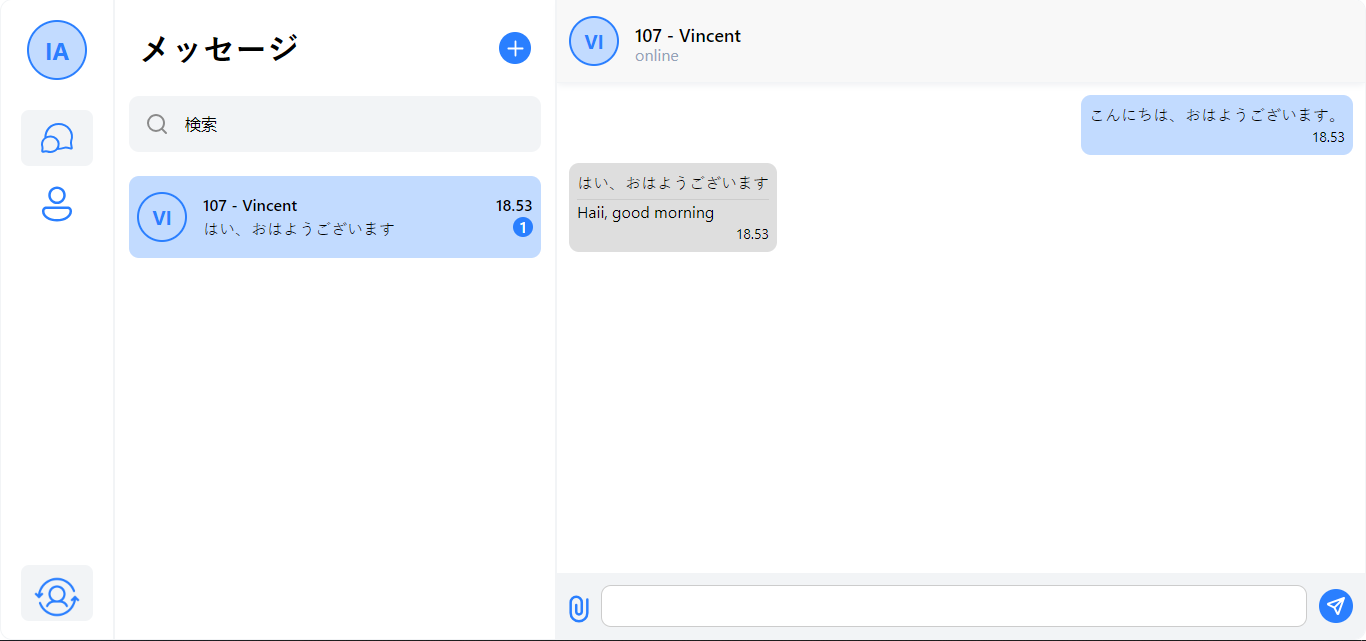 IA
メッセージ
検索
VI
107 - Vincent
18.53
はい、おはようございます
1
VI
107 - Vincent
online
こんにちは、おはようございます。
18.53
はい、おはようございます
Haii, good morning
18.53